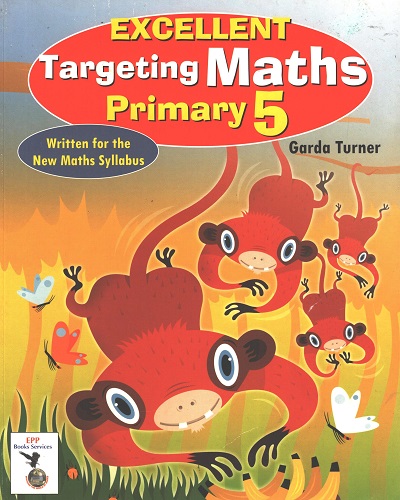 EXCELLENT
Targeting Maths
Primary 5
Written for the
New Maths Syllabus
Garda Turner
EPP
Books Services